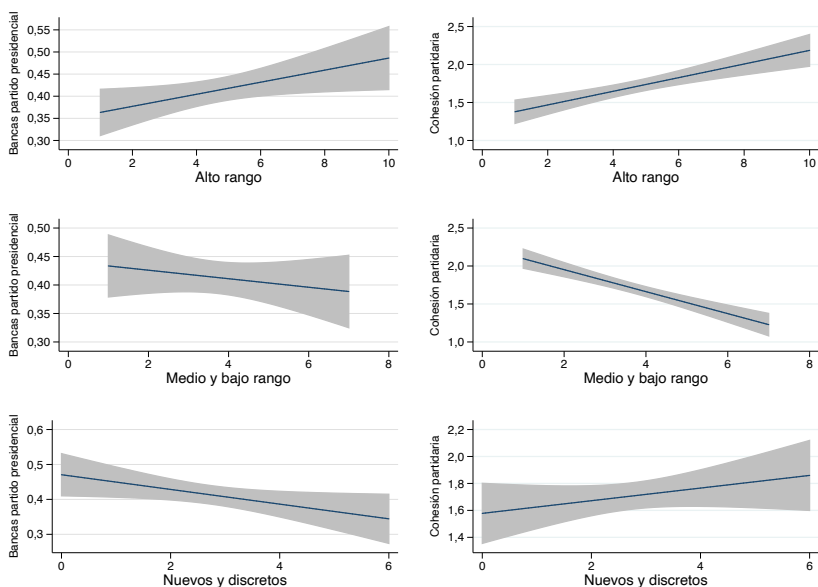 Bancas partido presidencial
0,55
0,50
0,45
0,40
0,35
0,30
0 2 4 6 8 10
Alto rango
Cohesión partidaria
2,5
2,0
1,5
1,0
0 2 4 6 8 10
Alto rango
Bancas partido presidencial
0,50
0,45
0,40
0,35
0,30
0 2 4 6 8
Medio y bajo rango
Cohesión partidaria
2,5
2,0
1,5
1,0
0 2 4 6 8
Medio y bajo rango
Bancas partido presidencial
0,6
0,5
0,4
0,3
0 2 4 6
Nuevos y discretos
Cohesión partidaria
2,2
2,0
1,8
1,6
1,4
0 2 4 6
Nuevos y discretos